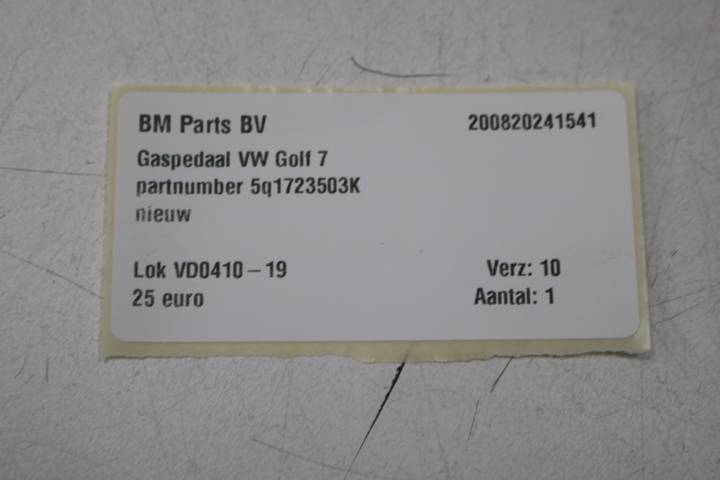 BM Parts BV 200820241541
Gaspedaal VW Golf 7
partnumber 5q1723503K
nieuw
Lok VD0410 – 19 Verz: 10
25 euro Aantal: 1